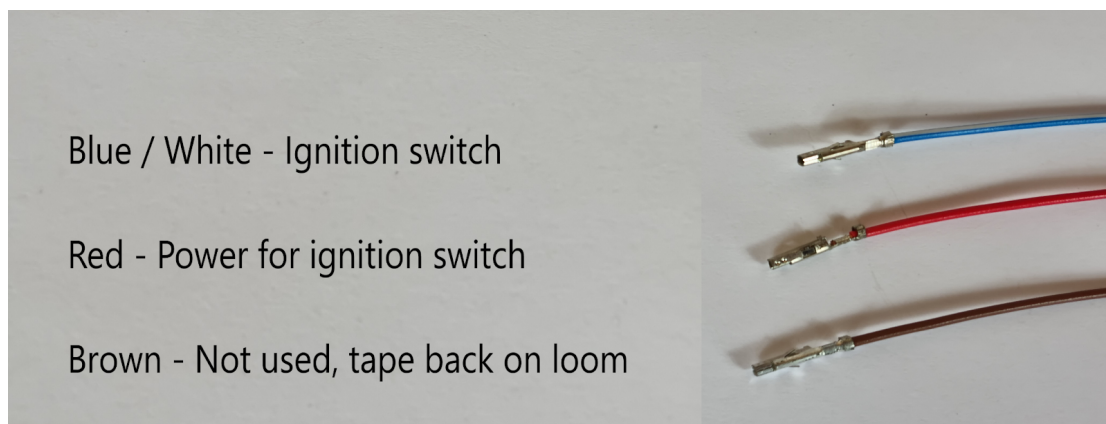 Blue / White - Ignition switch
Red - Power for ignition switch
Brown - Not used, tape back on loom